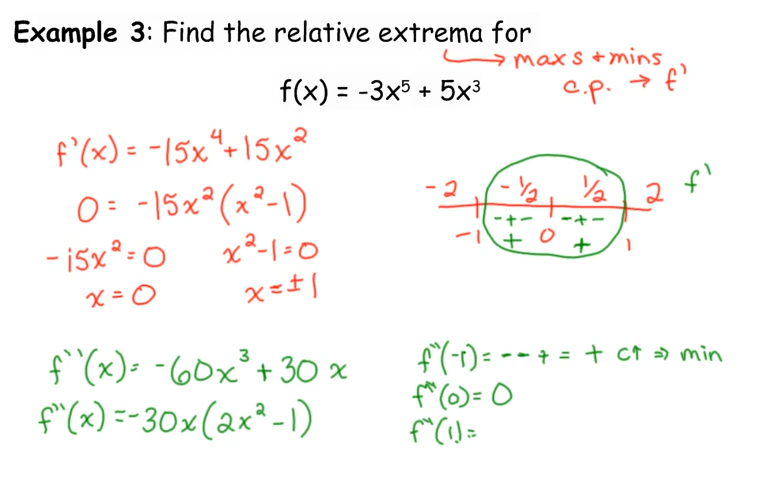 Example 3: Find the relative extrema for
→ maxs + mins
f(x) = -3x⁵ + 5x³
c.p. → f'
f'(x) = -15x⁴+15x²
0 = -15x²(x²-1)
-15x²=0 x²-1=0
x=0 x=±1
-2 -½ ½ 2 f'
-+- -+-
-1 + 0 + 1
f''(x)= -60x³+30x
f''(x)=-30x(2x²-1)
f''(-1)= --+ = + c↑ ⇒ min
f''(0)= 0
f''(1)=